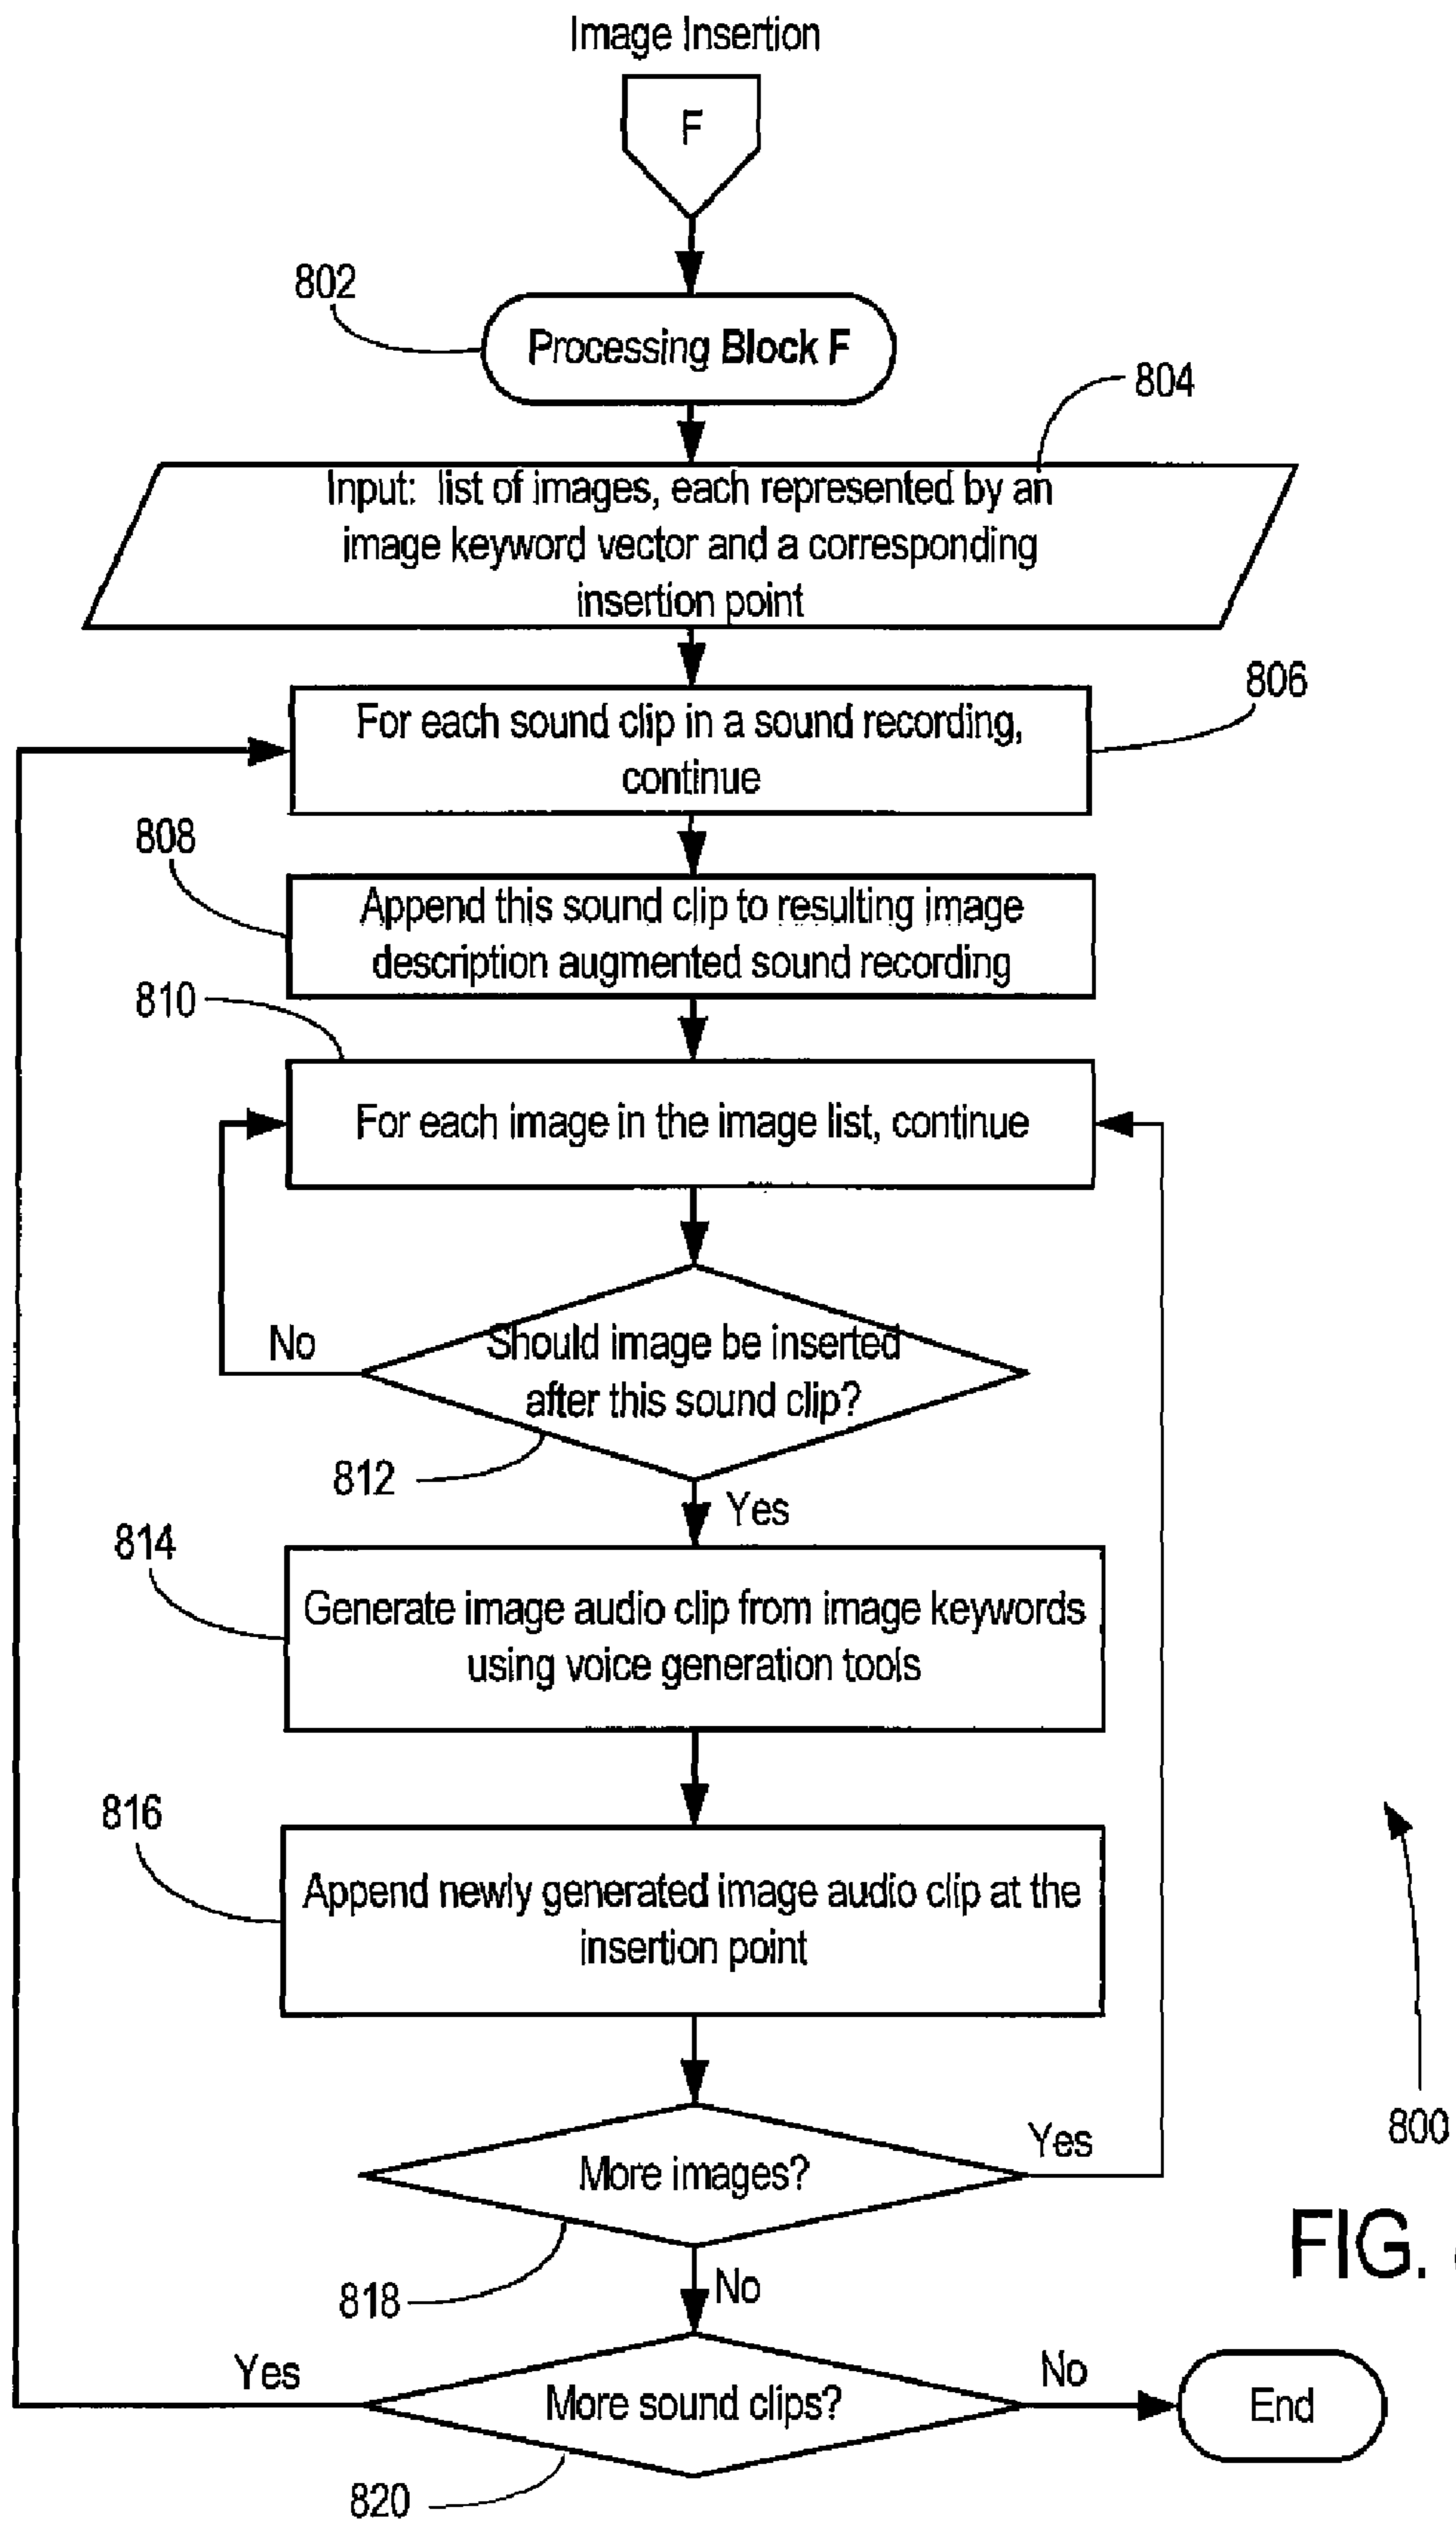 Image Insertion
F
802
Processing Block F
804
Input: list of images, each represented by an
image keyword vector and a corresponding
insertion point
806
For each sound clip in a sound recording,
continue
808
Append this sound clip to resulting image
description augmented sound recording
810
For each image in the image list, continue
No
Should image be inserted
after this sound clip?
812
Yes
814
Generate image audio clip from image keywords
using voice generation tools
816
Append newly generated image audio clip at the
insertion point
800
More images?
Yes
818
No
FIG.
Yes
More sound clips?
No
End
820